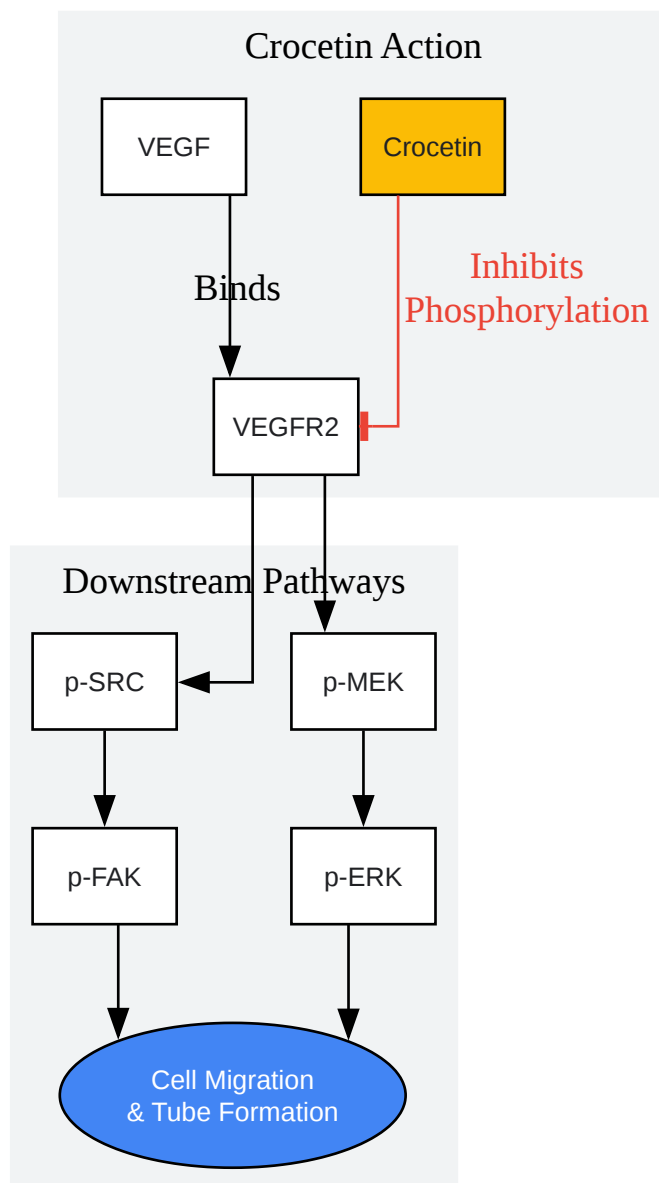 Crocetin Action
VEGF
Crocetin
Binds
Inhibits
Phosphorylation
VEGFR2
Downstream Pathways
p-SRC
p-MEK
p-FAK
p-ERK
Cell Migration
& Tube Formation